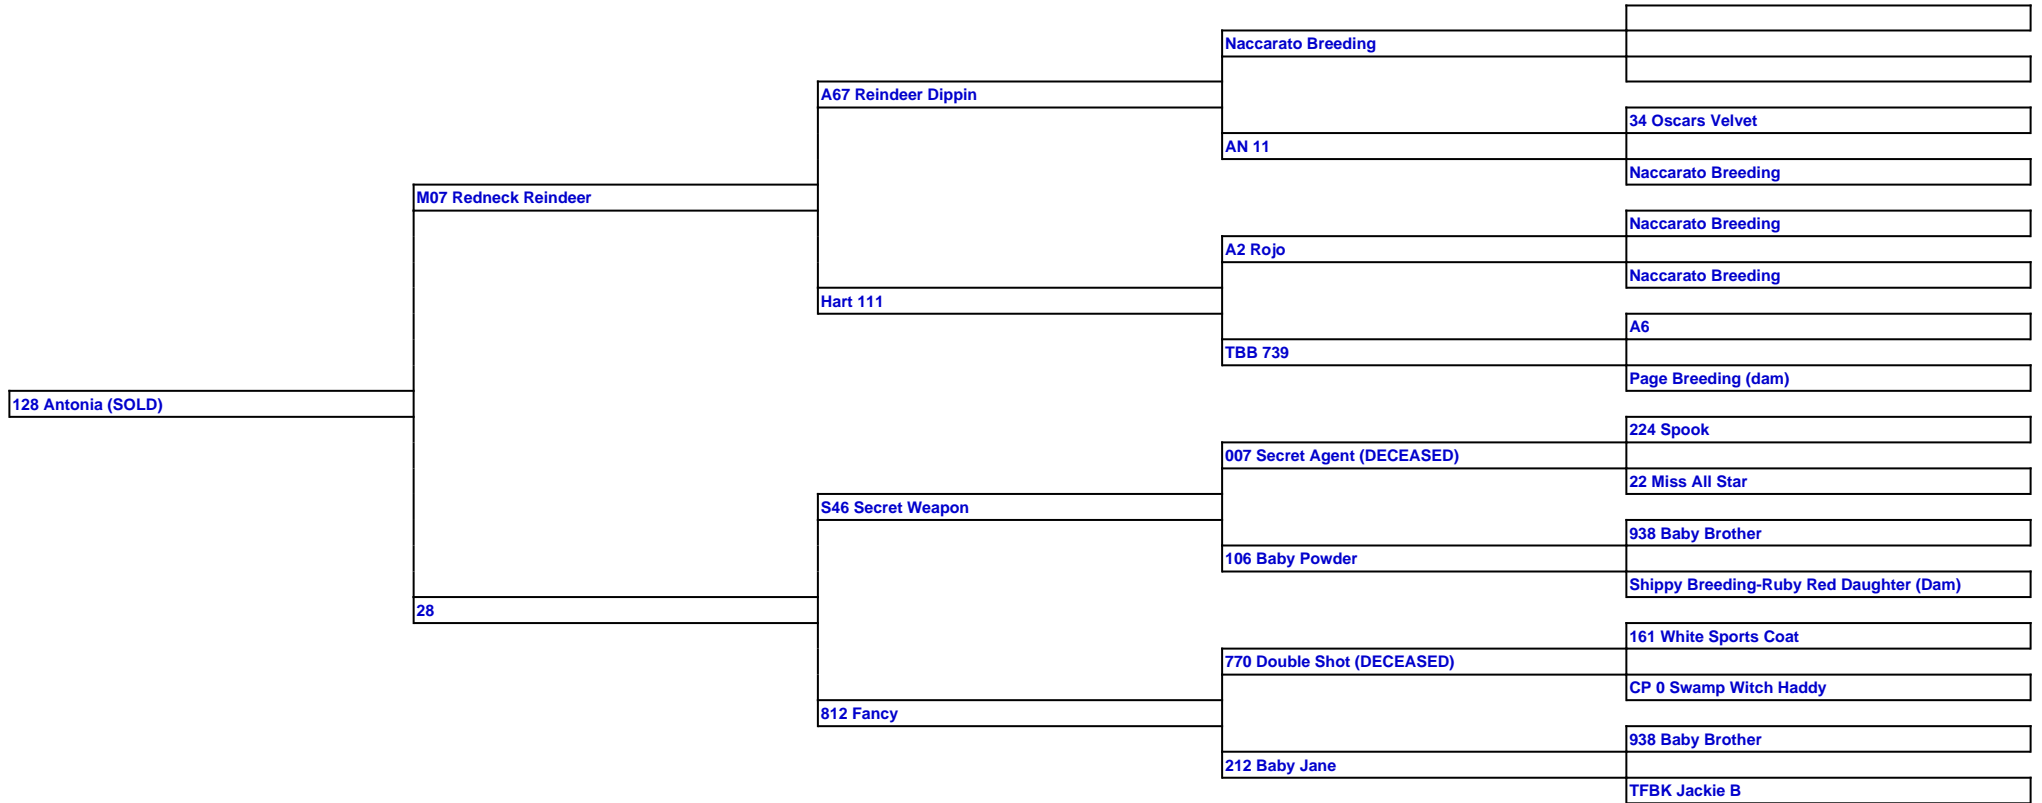 Naccarato Breeding
A67 Reindeer Dippin
34 Oscars Velvet
AN 11
Naccarato Breeding
M07 Redneck Reindeer
Naccarato Breeding
A2 Rojo
Naccarato Breeding
Hart 111
A6
TBB 739
Page Breeding (dam)
128 Antonia (SOLD)
224 Spook
007 Secret Agent (DECEASED)
22 Miss All Star
S46 Secret Weapon
938 Baby Brother
106 Baby Powder
Shippy Breeding-Ruby Red Daughter (Dam)
28
161 White Sports Coat
770 Double Shot (DECEASED)
CP 0 Swamp Witch Haddy
812 Fancy
938 Baby Brother
212 Baby Jane
TFBK Jackie B